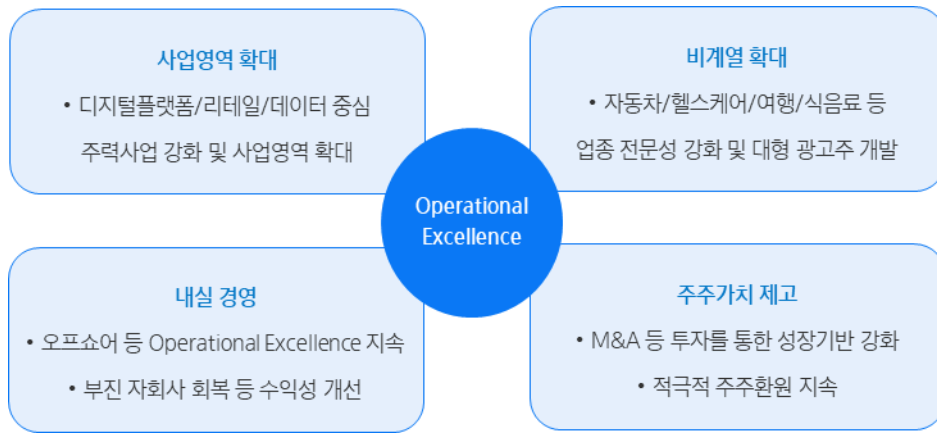 사업영역 확대
• 디지털플랫폼/리테일/데이터 중심
주력사업 강화 및 사업영역 확대
비계열 확대
• 자동차/헬스케어/여행/식음료 등
업종 전문성 강화 및 대형 광고주 개발
Operational
Excellence
내실 경영
• 오프쇼어 등 Operational Excellence 지속
• 부진 자회사 회복 등 수익성 개선
주주가치 제고
• M&A 등 투자를 통한 성장기반 강화
• 적극적 주주환원 지속